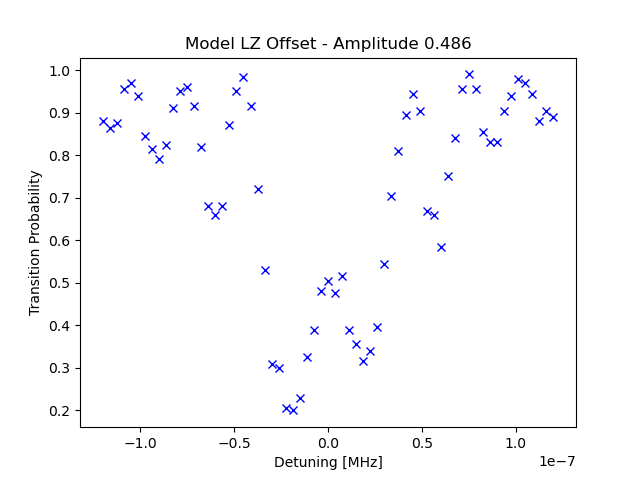 Model LZ Offset - Amplitude 0.486
1.0
0.9
0.8
0.7
0.6
0.5
0.4
0.3
0.2
Transition Probability
−1.0 −0.5 0.0 0.5 1.0
1e−7
Detuning [MHz]